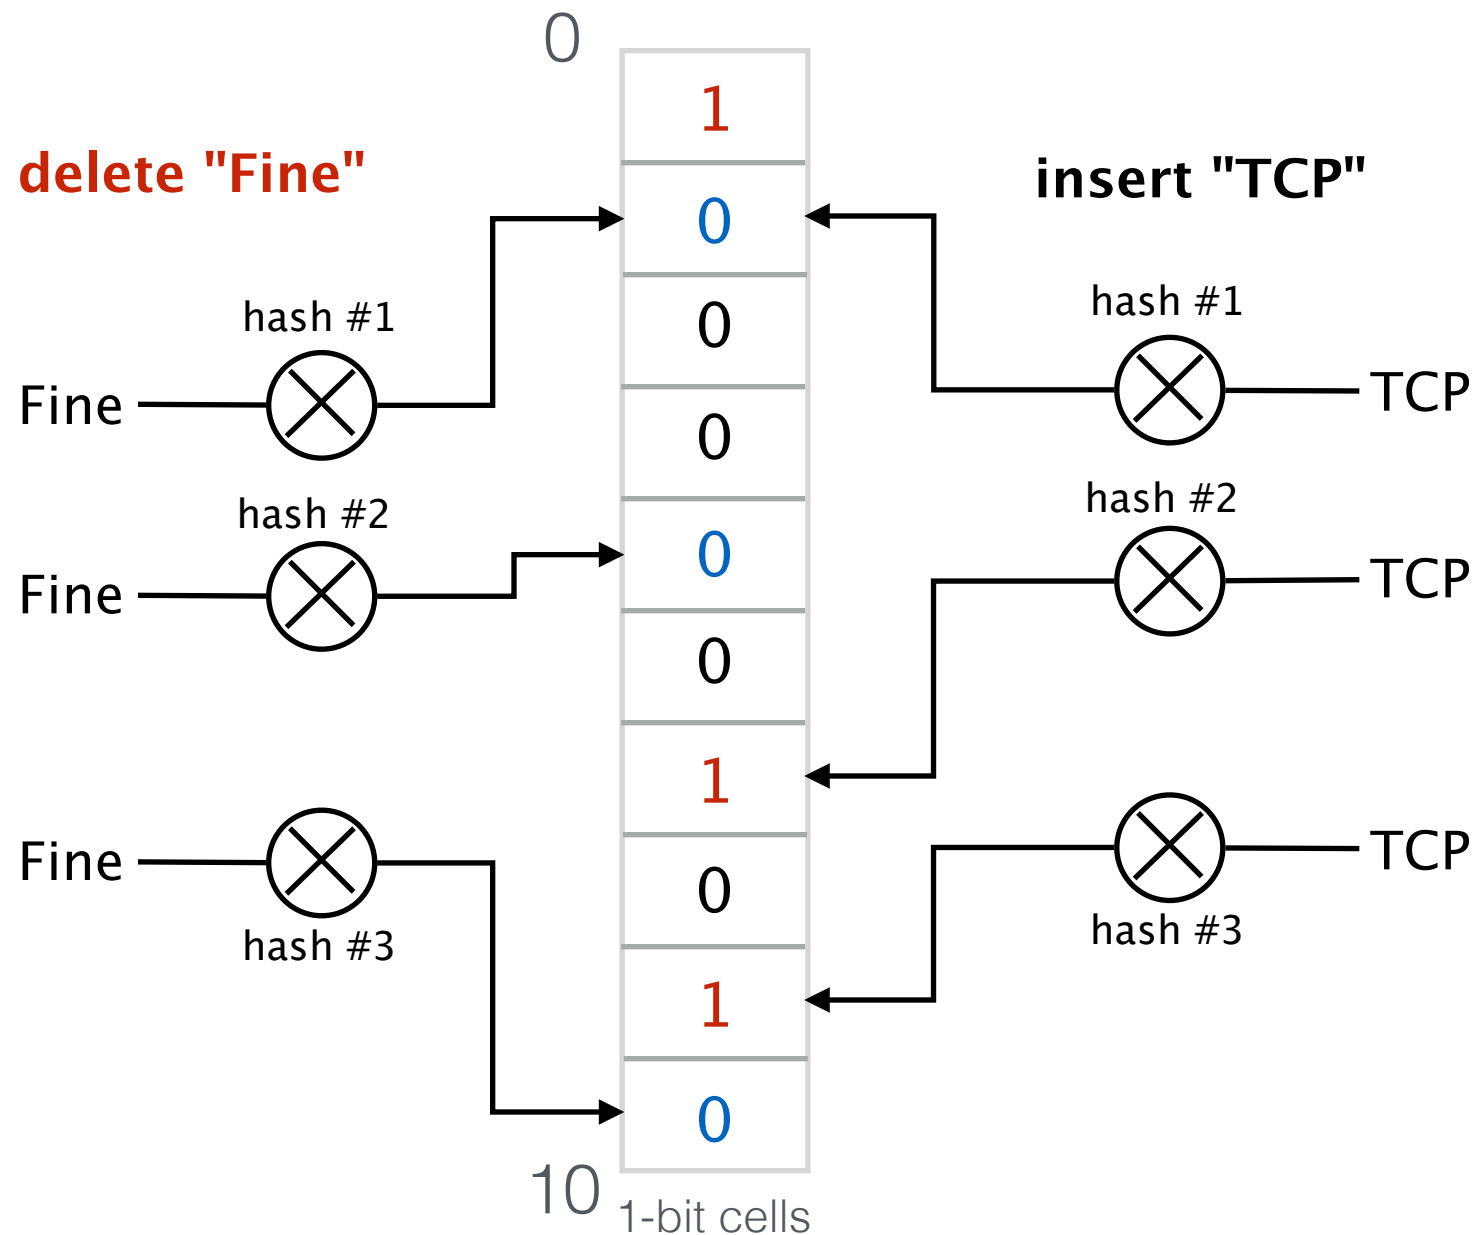 0
delete "Fine"
insert "TCP"
1
0
0
0
0
0
1
0
1
0
hash #1
Fine
hash #2
Fine
Fine
hash #3
hash #1
TCP
hash #2
TCP
TCP
hash #3
10
1-bit cells